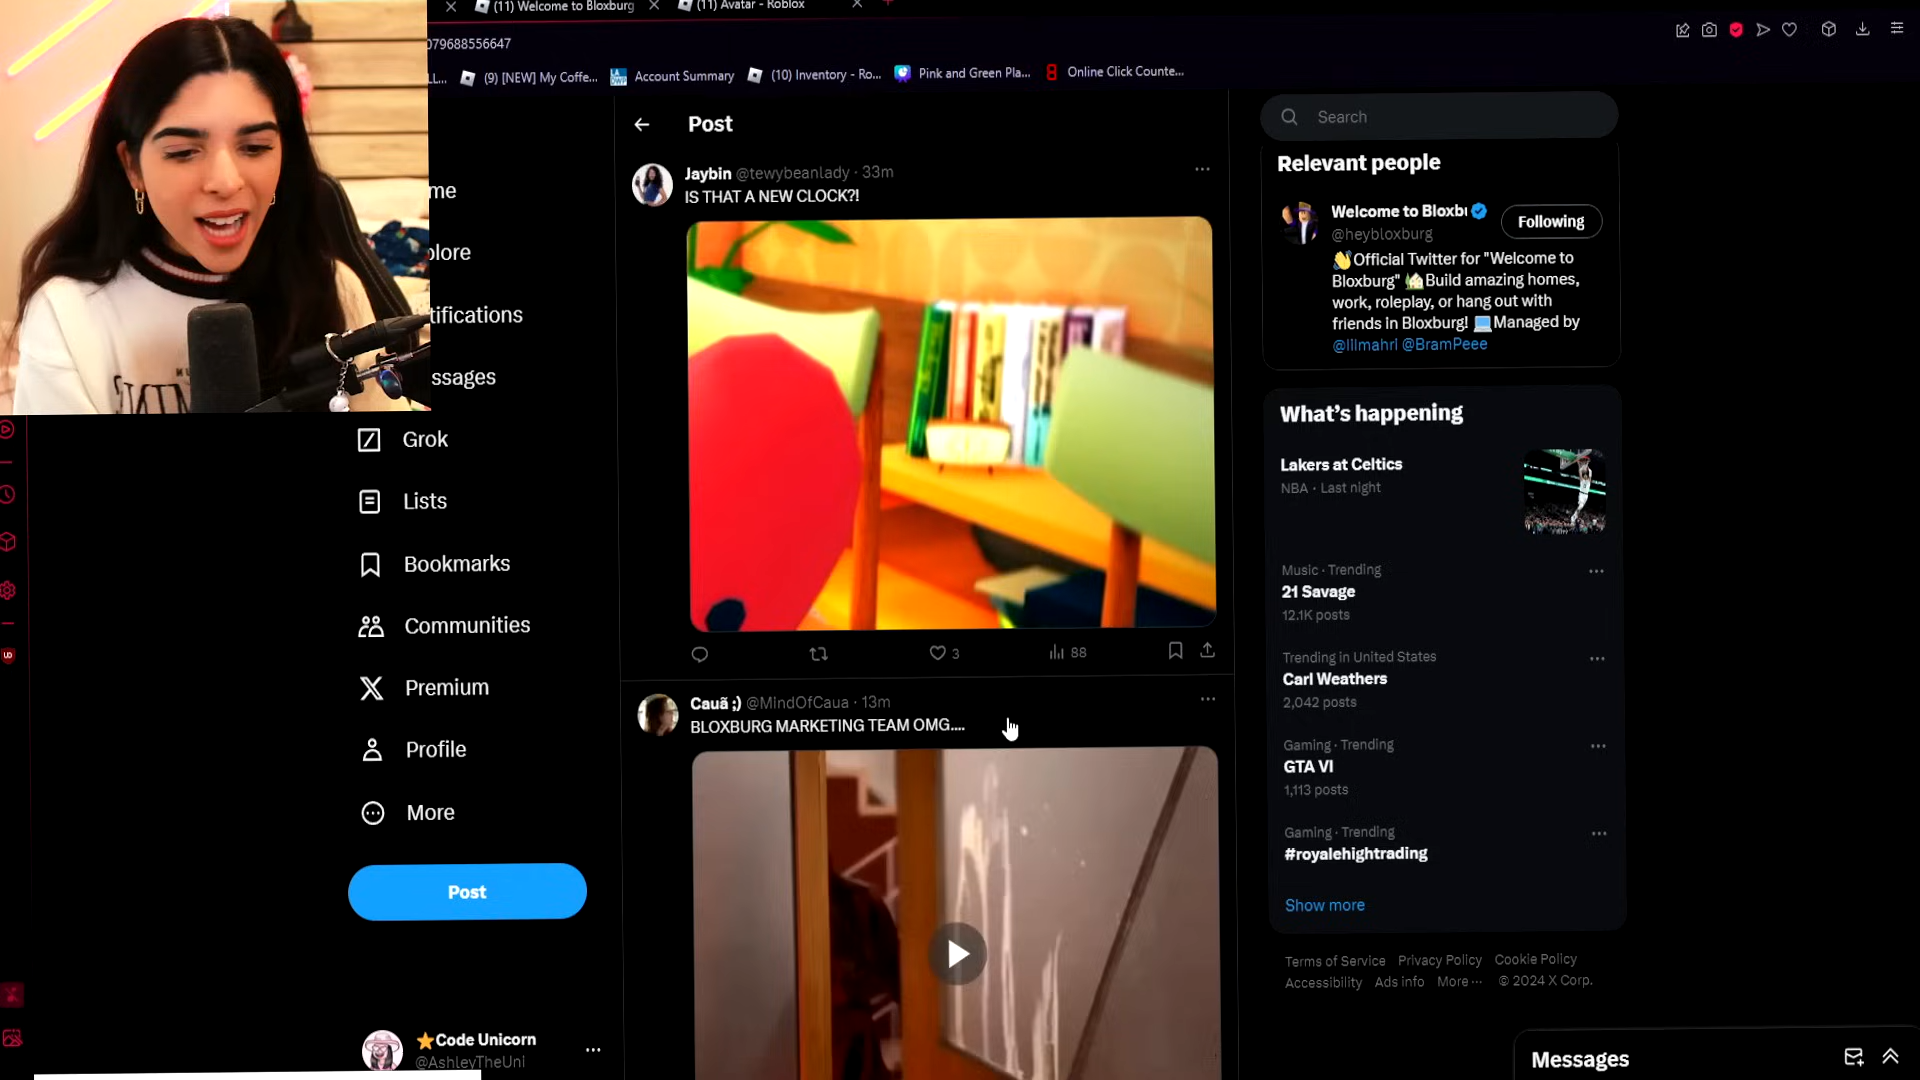 (11) Welcome to Bloxburg
(11) Avatar - Roblox
079688556647
(9) [NEW] My Coffe...
Account Summary
(10) Inventory - Ro...
Pink and Green Pla...
Online Click Counte...
Post
Search
Jaybin @tewybeanlady · 33m
IS THAT A NEW CLOCK?!
3
88
Cauã ;) @MindOfCaua · 13m
BLOXBURG MARKETING TEAM OMG....
me
plore
tifications
ssages
Grok
Lists
Bookmarks
Communities
Premium
Profile
More
Post
⭐Code Unicorn
@AshleyTheUni
Relevant people
Welcome to Bloxbu
@heybloxburg
Following
👋Official Twitter for "Welcome to
Bloxburg" 🏡Build amazing homes,
work, roleplay, or hang out with
friends in Bloxburg! 💻Managed by
@lilmahri @BramPeee
What's happening
Lakers at Celtics
NBA · Last night
Music · Trending
21 Savage
12.1K posts
Trending in United States
Carl Weathers
2,042 posts
Gaming · Trending
GTA VI
1,113 posts
Gaming · Trending
#royalehightrading
Show more
Terms of Service Privacy Policy Cookie Policy
Accessibility Ads info More ··· © 2024 X Corp.
Messages